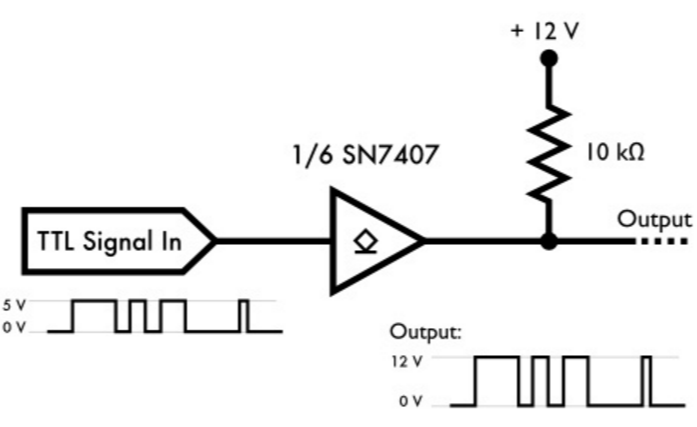 + 12 V
1/6 SN7407
10 kΩ
Output
TTL Signal In
5 V
0 V
Output:
12 V
0 V